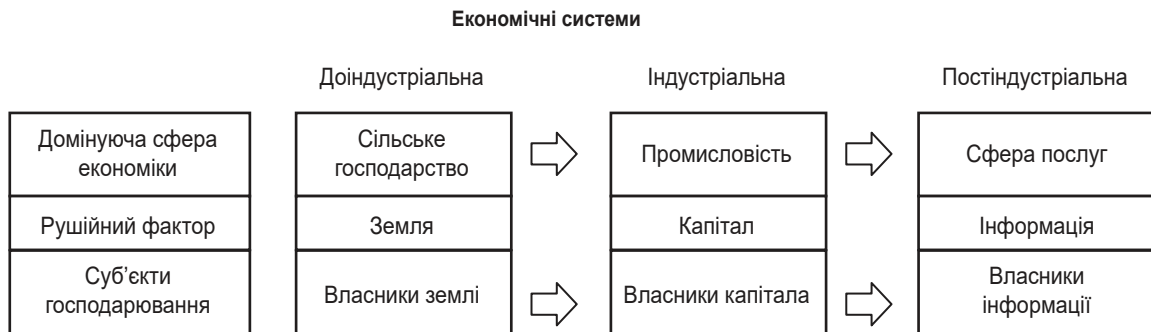 Економічні системи
Доіндустріальна
Індустріальна
Постіндустріальна
Домінуюча сфера
економіки
Сільське
господарство
Промисловість
Сфера послуг
Рушійний фактор
Земля
Капітал
Інформація
Суб’єкти
господарювання
Власники землі
Власники капітала
Власники
інформації